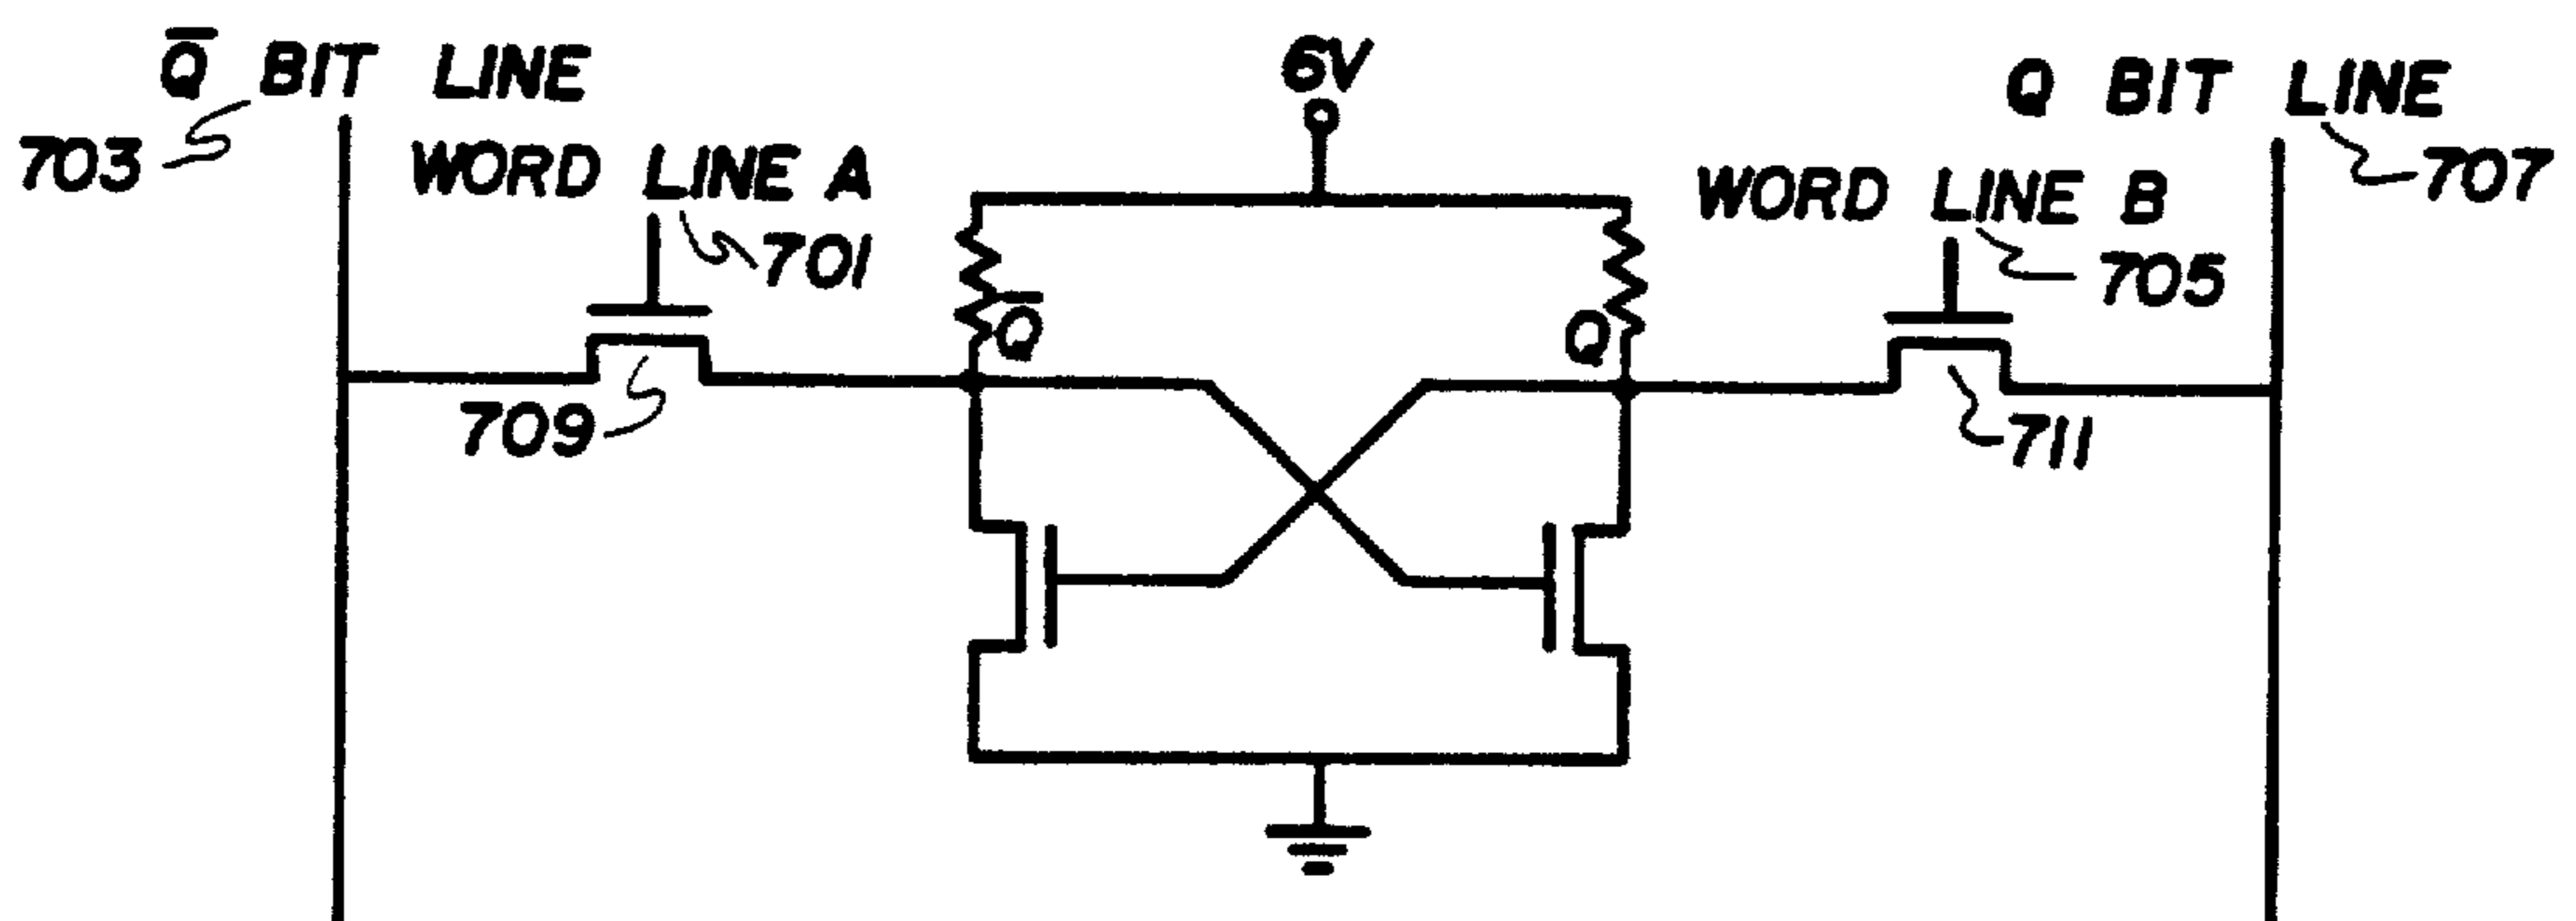 Q̅ BIT LINE
703
WORD LINE A
701
709
6V
Q̅
Q
WORD LINE B
705
Q BIT LINE
707
711